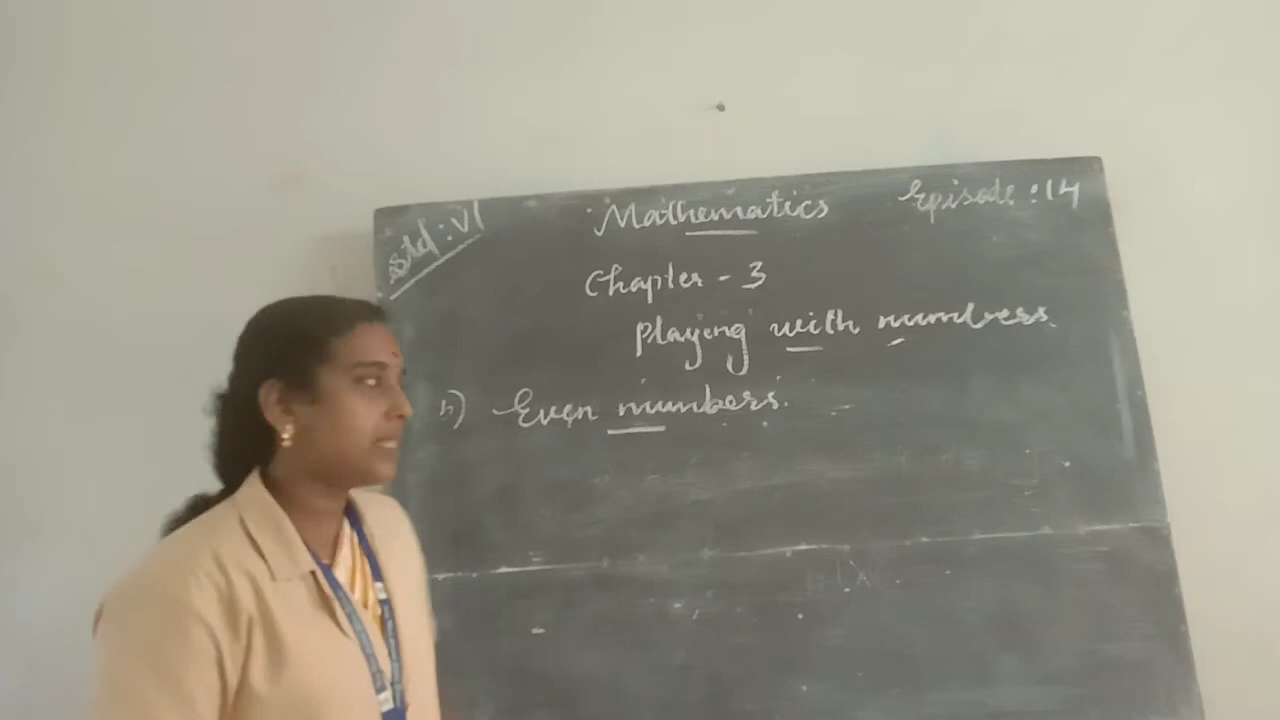 Std : VI
Mathematics
Episode : 14
Chapter - 3
Playing with numbers
h) Even numbers.